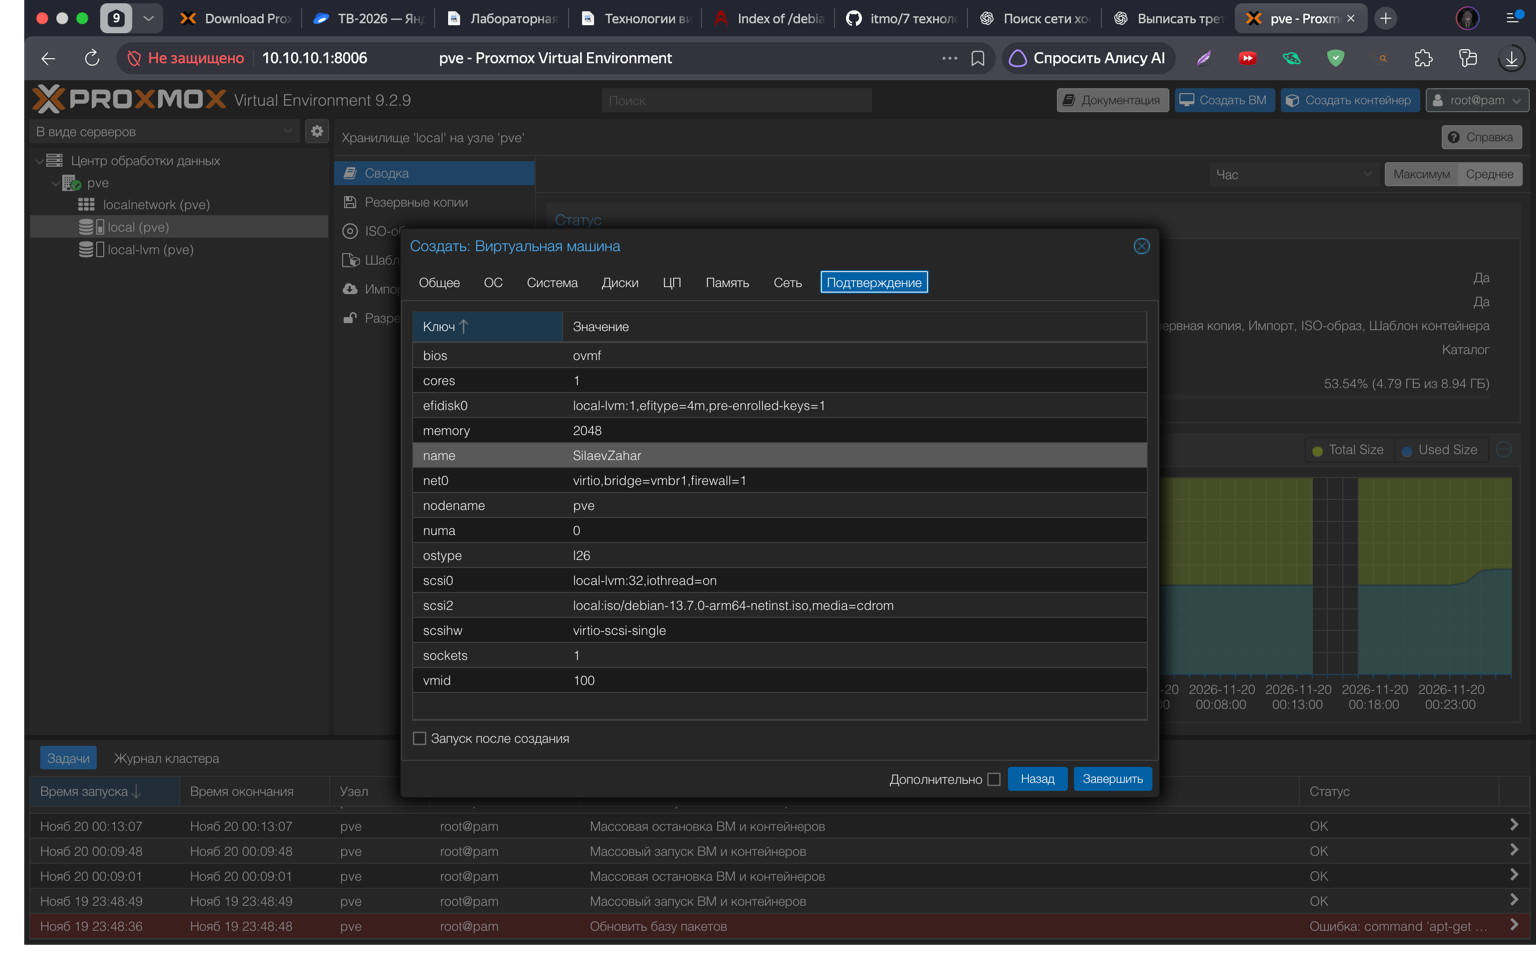 9
Download Pro
ТВ-2026 — Ян
Лабораторная
Технологии ви
Index of /debia
itmo/7 технол
Поиск сети хо
Выписать трет
pve - Proxm
Не защищено
10.10.10.1:8006
pve - Proxmox Virtual Environment
Спросить Алису AI
PROXMOX
Virtual Environment 9.2.9
Поиск
Документация
Создать ВМ
Создать контейнер
root@pam
В виде серверов
Хранилище 'local' на узле 'pve'
Справка
Центр обработки данных
pve
localnetwork (pve)
local (pve)
local-lvm (pve)
Сводка
Резервные копии
ISO-об
Шабл
Импо
Разре
Час
Максимум
Среднее
Статус
Да
Да
ервная копия, Импорт, ISO-образ, Шаблон контейнера
Каталог
53.54% (4.79 ГБ из 8.94 ГБ)
Total Size
Used Size
Создать: Виртуальная машина
Общее
ОС
Система
Диски
ЦП
Память
Сеть
Подтверждение
Ключ
Значение
bios ovmf
cores 1
efidisk0 local-lvm:1,efitype=4m,pre-enrolled-keys=1
memory 2048
name SilaevZahar
net0 virtio,bridge=vmbr1,firewall=1
nodename pve
numa 0
ostype l26
scsi0 local-lvm:32,iothread=on
scsi2 local:iso/debian-13.7.0-arm64-netinst.iso,media=cdrom
scsihw virtio-scsi-single
sockets 1
vmid 100
Запуск после создания
Дополнительно
Назад
Завершить
-20 2026-11-20 2026-11-20 2026-11-20 2026-11-20
00 00:08:00 00:13:00 00:18:00 00:23:00
Задачи
Журнал кластера
Время запуска
Время окончания
Узел
Статус
Нояб 20 00:13:07 Нояб 20 00:13:07 pve root@pam Массовая остановка ВМ и контейнеров OK
Нояб 20 00:09:48 Нояб 20 00:09:48 pve root@pam Массовый запуск ВМ и контейнеров OK
Нояб 20 00:09:01 Нояб 20 00:09:01 pve root@pam Массовая остановка ВМ и контейнеров OK
Нояб 19 23:48:49 Нояб 19 23:48:49 pve root@pam Массовый запуск ВМ и контейнеров OK
Нояб 19 23:48:36 Нояб 19 23:48:48 pve root@pam Обновить базу пакетов Ошибка: command 'apt-get ...